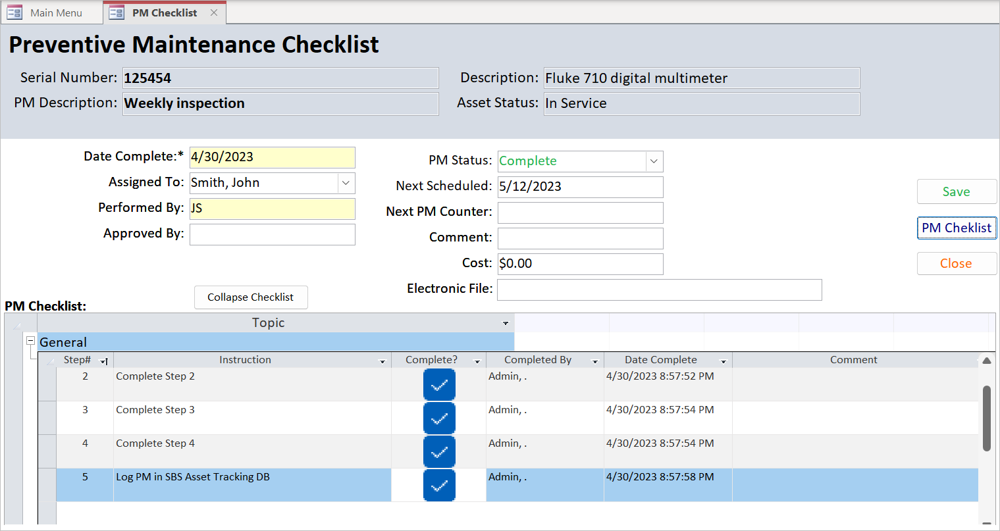 Main Menu
PM Checklist
Preventive Maintenance Checklist
Serial Number: 125454
Description: Fluke 710 digital multimeter
PM Description: Weekly inspection
Asset Status: In Service
Date Complete:* 4/30/2023
Assigned To: Smith, John
Performed By: JS
Approved By:
PM Status: Complete
Next Scheduled: 5/12/2023
Next PM Counter:
Comment:
Cost: $0.00
Electronic File:
Save
PM Cheklist
Close
Collapse Checklist
PM Checklist:
Topic
General
Step# Instruction Complete? Completed By Date Complete Comment
2 Complete Step 2 Admin, . 4/30/2023 8:57:52 PM
3 Complete Step 3 Admin, . 4/30/2023 8:57:54 PM
4 Complete Step 4 Admin, . 4/30/2023 8:57:54 PM
5 Log PM in SBS Asset Tracking DB Admin, . 4/30/2023 8:57:58 PM